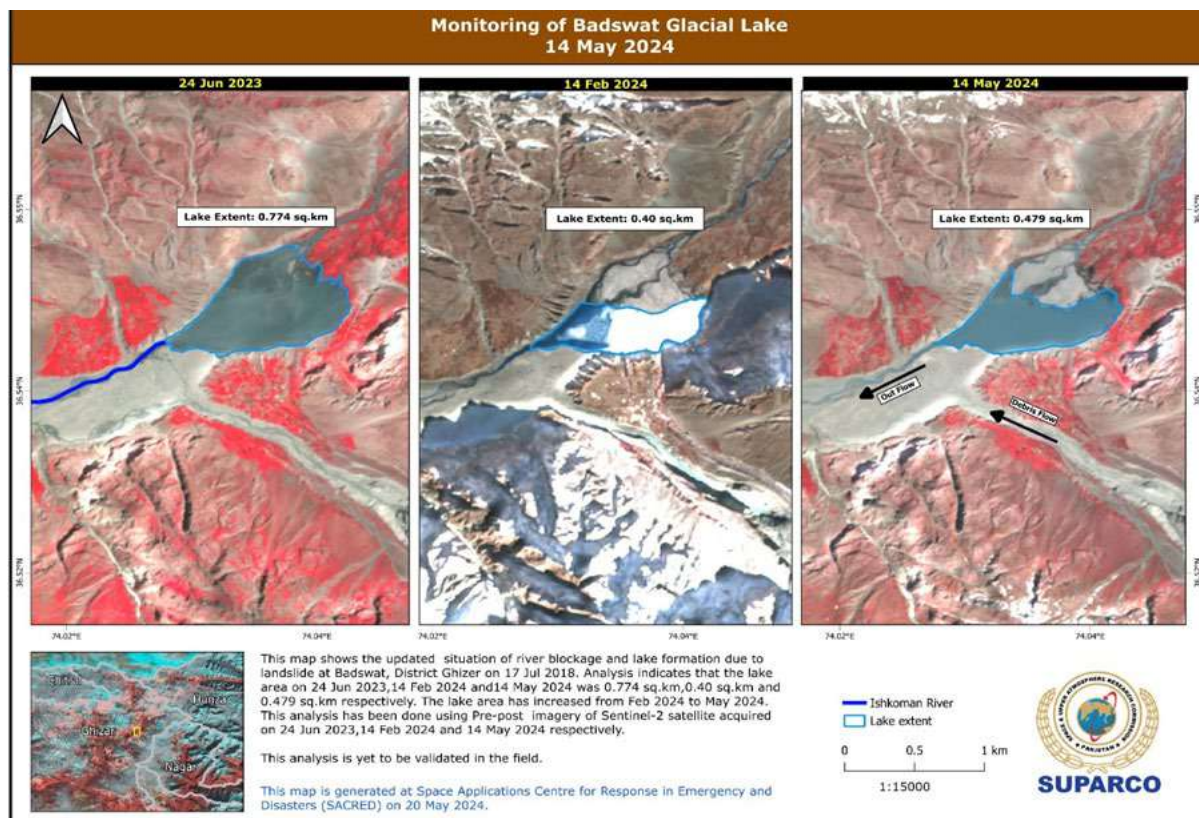 Monitoring of Badswat Glacial Lake
14 May 2024
24 Jun 2023
14 Feb 2024
14 May 2024
36.55°N
Lake Extent: 0.774 sq.km
Lake Extent: 0.40 sq.km
Lake Extent: 0.479 sq.km
36.54°N
Out Flow
Debris Flow
36.52°N
74.02°E
74.04°E
74.02°E
74.04°E
74.02°E
74.04°E
Chitral
Hunza
Ghizar
Nagar
This map shows the updated situation of river blockage and lake formation due to
landslide at Badswat, District Ghizer on 17 Jul 2018. Analysis indicates that the lake
area on 24 Jun 2023,14 Feb 2024 and14 May 2024 was 0.774 sq.km,0.40 sq.km and
0.479 sq.km respectively. The lake area has increased from Feb 2024 to May 2024.
This analysis has been done using Pre-post imagery of Sentinel-2 satellite acquired
on 24 Jun 2023,14 Feb 2024 and 14 May 2024 respectively.
This analysis is yet to be validated in the field.
This map is generated at Space Applications Centre for Response in Emergency and
Disasters (SACRED) on 20 May 2024.
Ishkoman River
Lake extent
0 0.5 1 km
1:15000
SPACE & UPPER ATMOSPHERE RESEARCH COMMISSION
PAKISTAN
SUPARCO